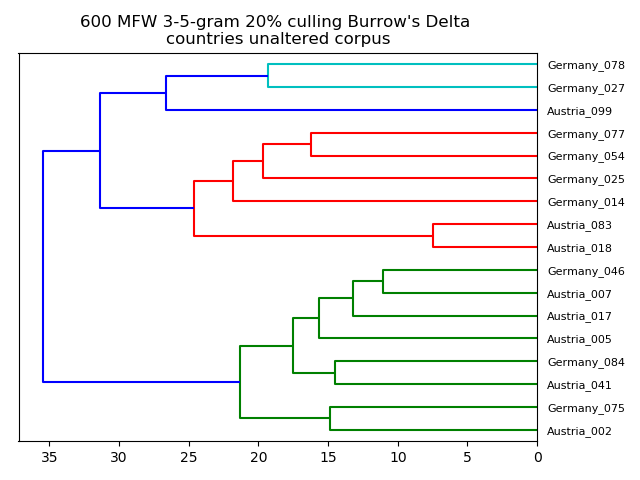 600 MFW 3-5-gram 20% culling Burrow's Delta
countries unaltered corpus
Germany_078
Germany_027
Austria_099
Germany_077
Germany_054
Germany_025
Germany_014
Austria_083
Austria_018
Germany_046
Austria_007
Austria_017
Austria_005
Germany_084
Austria_041
Germany_075
Austria_002
35 30 25 20 15 10 5 0